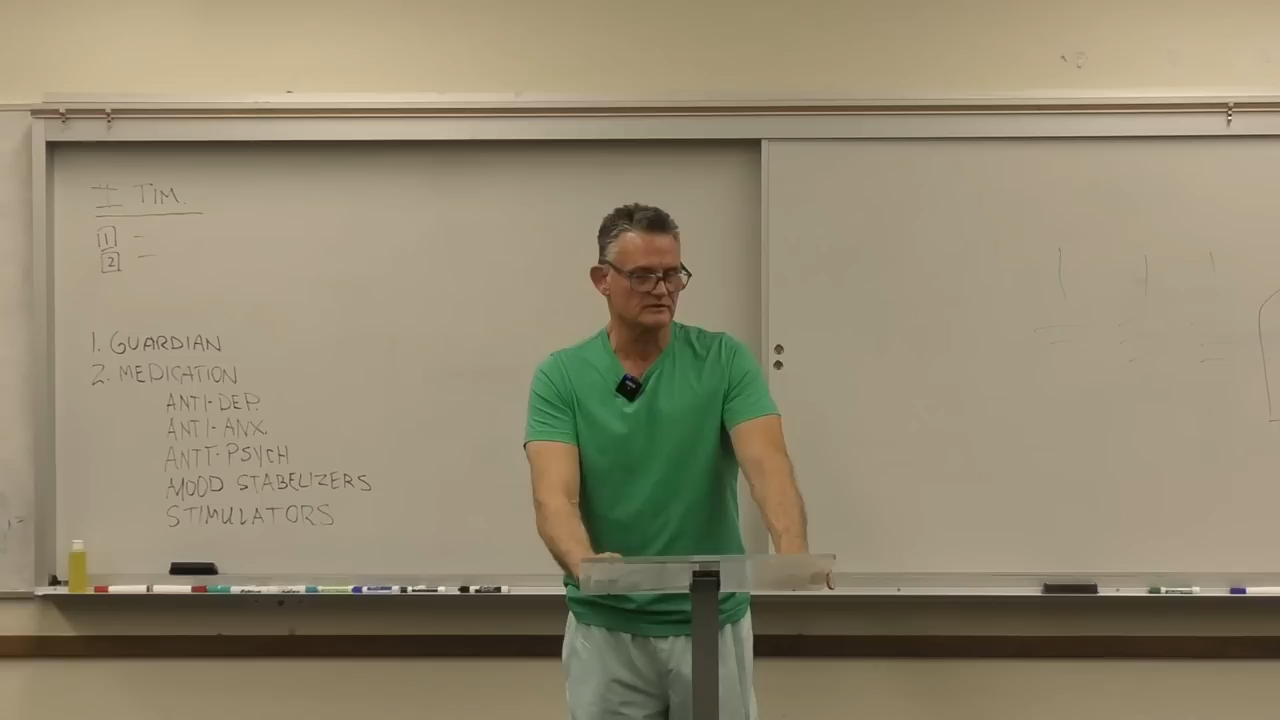 I TIM.
1 -
2 -
1. GUARDIAN
2. MEDICATION
ANTI-DEP.
ANTI-ANX.
ANTI-PSYCH
MOOD STABELIZERS
STIMULATORS